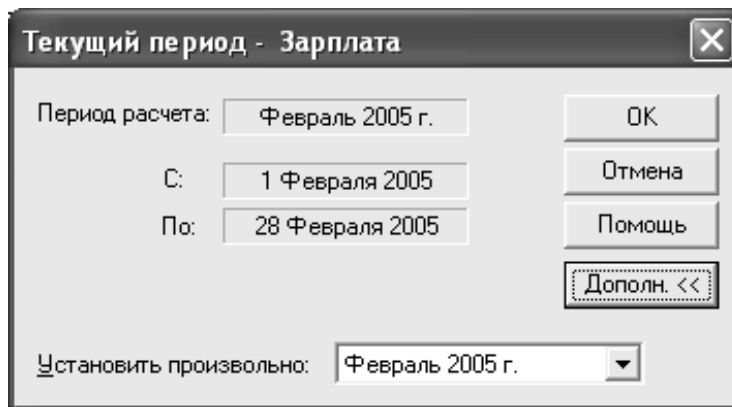 Текущий период - Зарплата
Период расчета: Февраль 2005 г. OK
С: 1 Февраля 2005 Отмена
По: 28 Февраля 2005 Помощь
Дополн. <<
Установить произвольно: Февраль 2005 г.